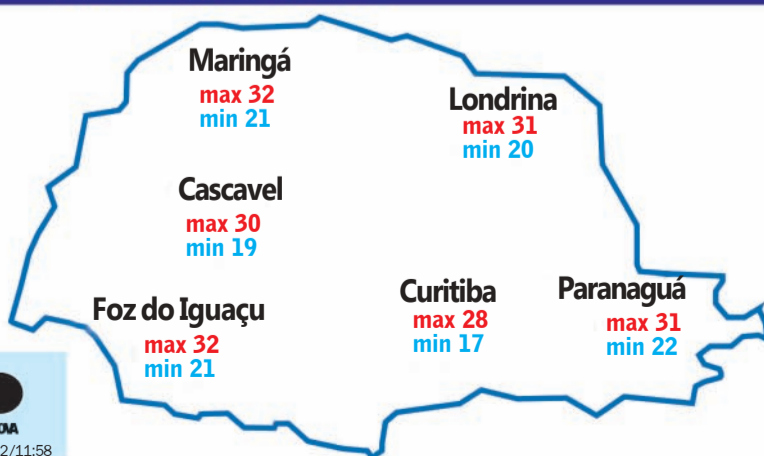 Maringá
max 32
min 21
Londrina
max 31
min 20
Cascavel
max 30
min 19
Foz do Iguaçu
max 32
min 21
Curitiba
max 28
min 17
Paranaguá
max 31
min 22
2/11:58